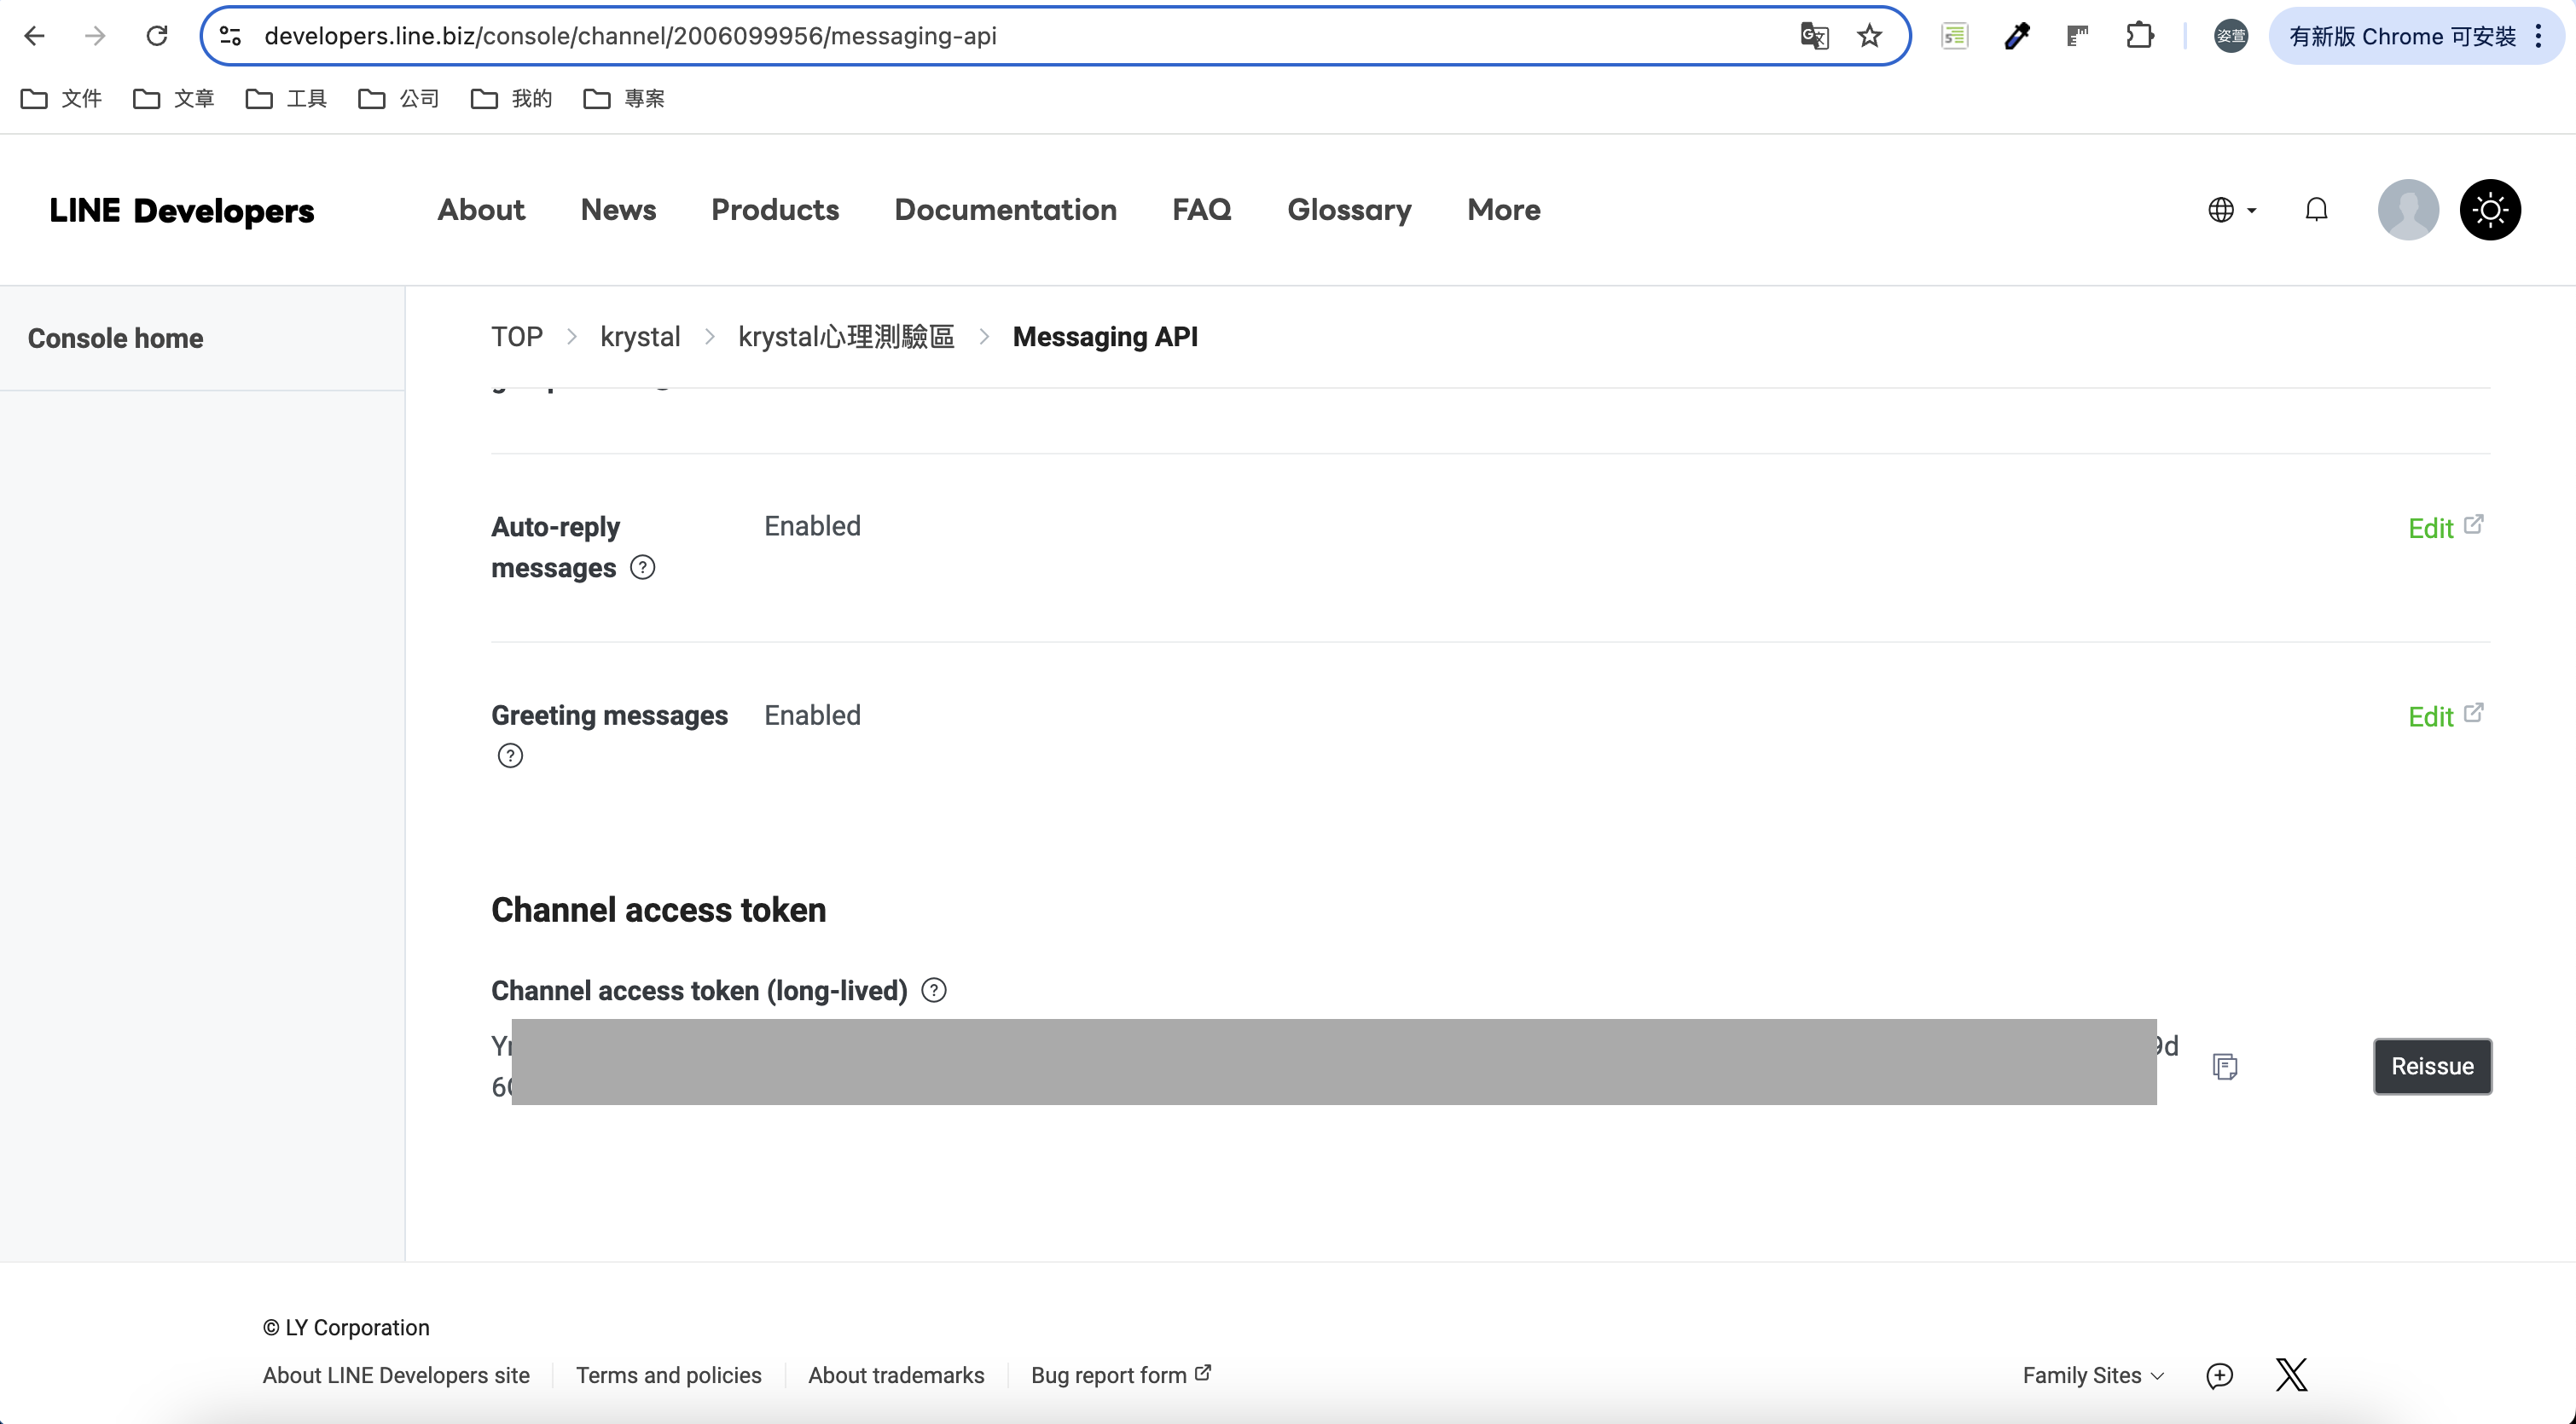 developers.line.biz/console/channel/2006099956/messaging-api
姿萱
有新版 Chrome 可安裝
文件 文章 工具 公司 我的 專案
LINE Developers About News Products Documentation FAQ Glossary More
Console home
TOP > krystal > krystal心理測驗區 > Messaging API
Auto-reply messages ? Enabled Edit
Greeting messages ? Enabled Edit
Channel access token
Channel access token (long-lived) ?
Reissue
© LY Corporation
About LINE Developers site Terms and policies About trademarks Bug report form
Family Sites